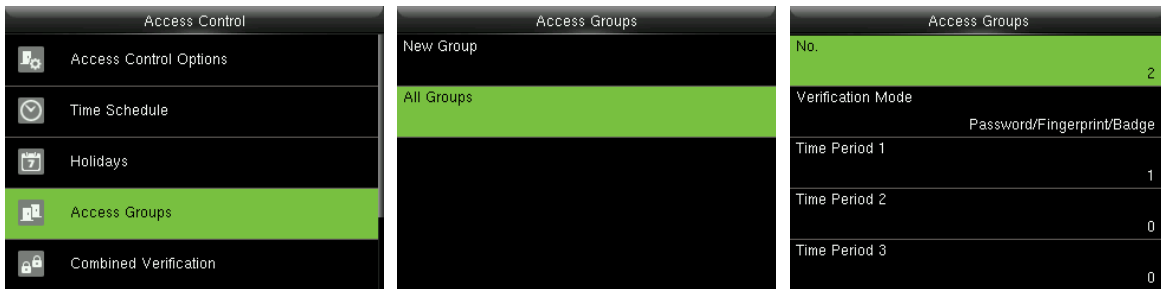 Access Control
Access Control Options
Time Schedule
7
Holidays
Access Groups
Combined Verification
Access Groups
New Group
All Groups
Access Groups
No.
2
Verification Mode
Password/Fingerprint/Badge
Time Period 1
1
Time Period 2
0
Time Period 3
0